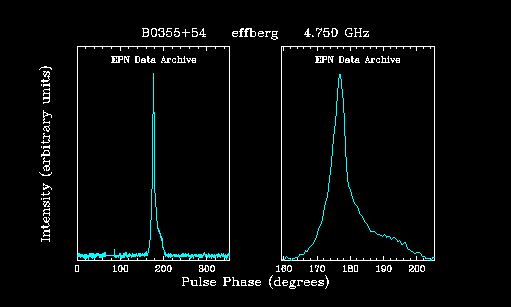 B0355+54 effberg 4.750 GHz
EPN Data Archive EPN Data Archive
Intensity (arbitrary units)
0 100 200 300 160 170 180 190 200
Pulse Phase (degrees)